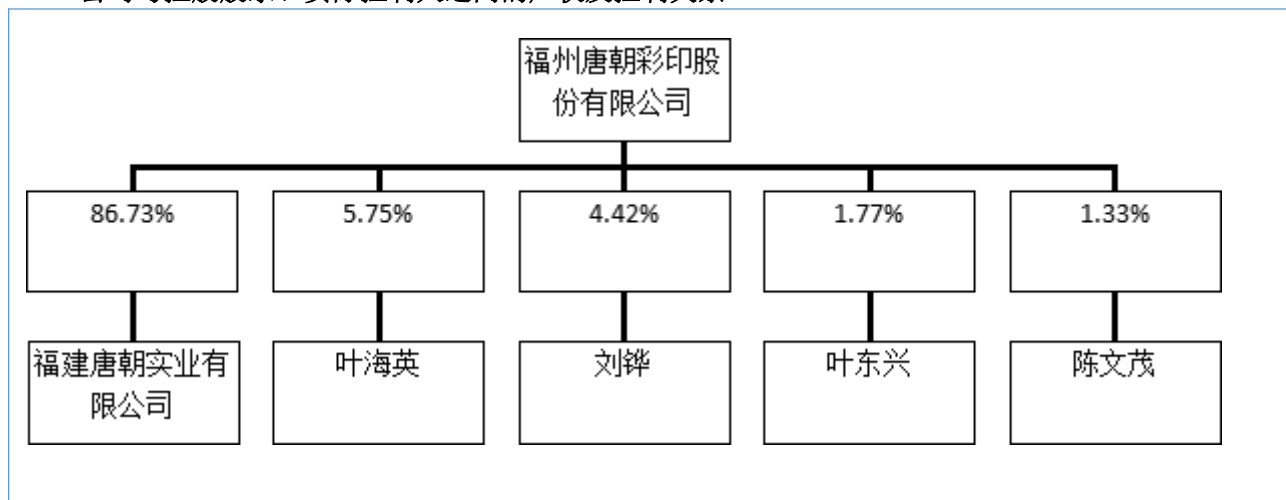 福州唐朝彩印股
份有限公司
86.73%
5.75%
4.42%
1.77%
1.33%
福建唐朝实业有
限公司
叶海英
刘铧
叶东兴
陈文茂